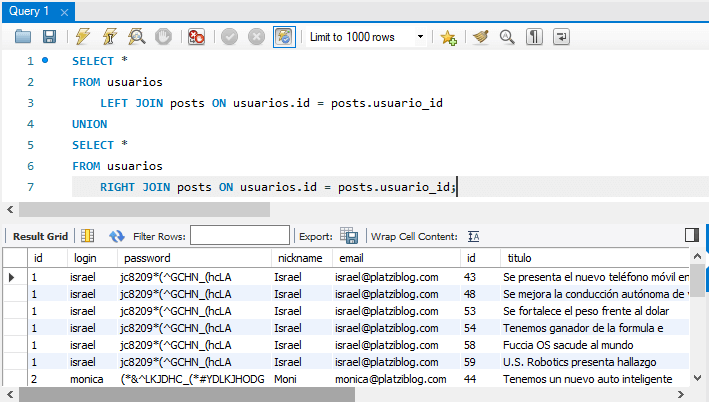 Query 1
Limit to 1000 rows
1 SELECT *
2 FROM usuarios
3 LEFT JOIN posts ON usuarios.id = posts.usuario_id
4 UNION
5 SELECT *
6 FROM usuarios
7 RIGHT JOIN posts ON usuarios.id = posts.usuario_id;
Result Grid Filter Rows: Export: Wrap Cell Content:
id login password nickname email id titulo
1 israel jc8209*(^GCHN_(hcLA Israel israel@platziblog.com 43 Se presenta el nuevo teléfono móvil en
1 israel jc8209*(^GCHN_(hcLA Israel israel@platziblog.com 48 Se mejora la conducción autónoma de
1 israel jc8209*(^GCHN_(hcLA Israel israel@platziblog.com 53 Se fortalece el peso frente al dolar
1 israel jc8209*(^GCHN_(hcLA Israel israel@platziblog.com 54 Tenemos ganador de la formula e
1 israel jc8209*(^GCHN_(hcLA Israel israel@platziblog.com 58 Fuccia OS sacude al mundo
1 israel jc8209*(^GCHN_(hcLA Israel israel@platziblog.com 59 U.S. Robotics presenta hallazgo
2 monica (*&^LKJDHC_(*#YDLKJHODG Moni monica@platziblog.com 44 Tenemos un nuevo auto inteligente